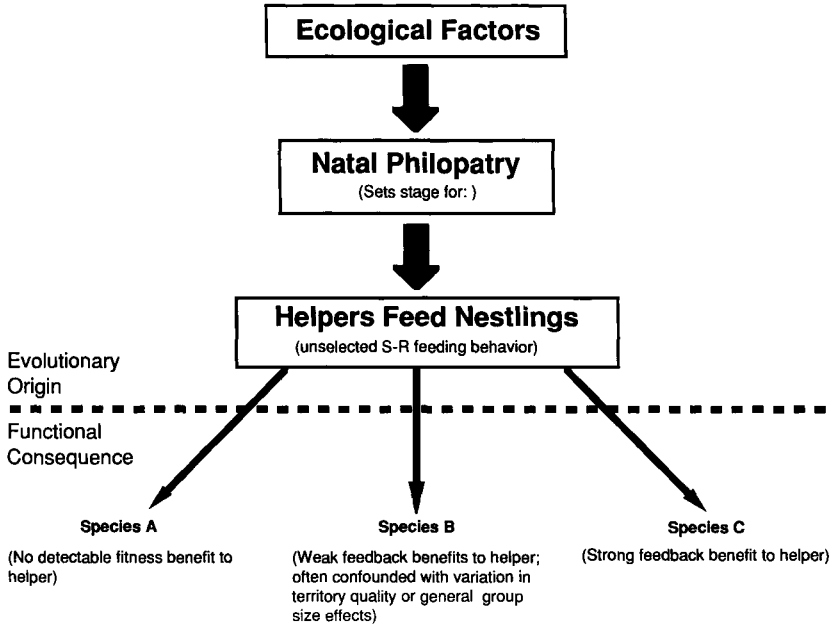 Ecological Factors
Natal Philopatry
(Sets stage for: )
Helpers Feed Nestlings
(unselected S-R feeding behavior)
Evolutionary
Origin
Functional
Consequence
Species A
(No detectable fitness benefit to
helper)
Species B
(Weak feedback benefits to helper;
often confounded with variation in
territory quality or general group
size effects)
Species C
(Strong feedback benefit to helper)